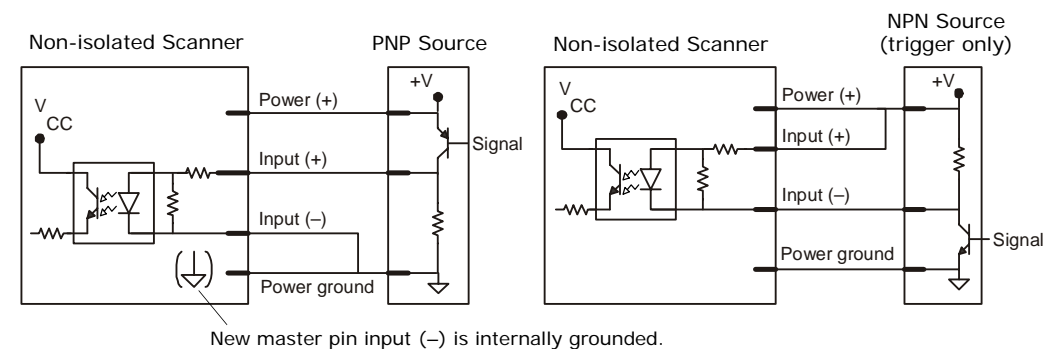 Non-isolated Scanner
PNP Source
+V
V
CC
Power (+)
Signal
Input (+)
Input (–)
Power ground
New master pin input (–) is internally grounded.
Non-isolated Scanner
NPN Source
(trigger only)
+V
V
CC
Power (+)
Input (+)
Input (–)
Signal
Power ground